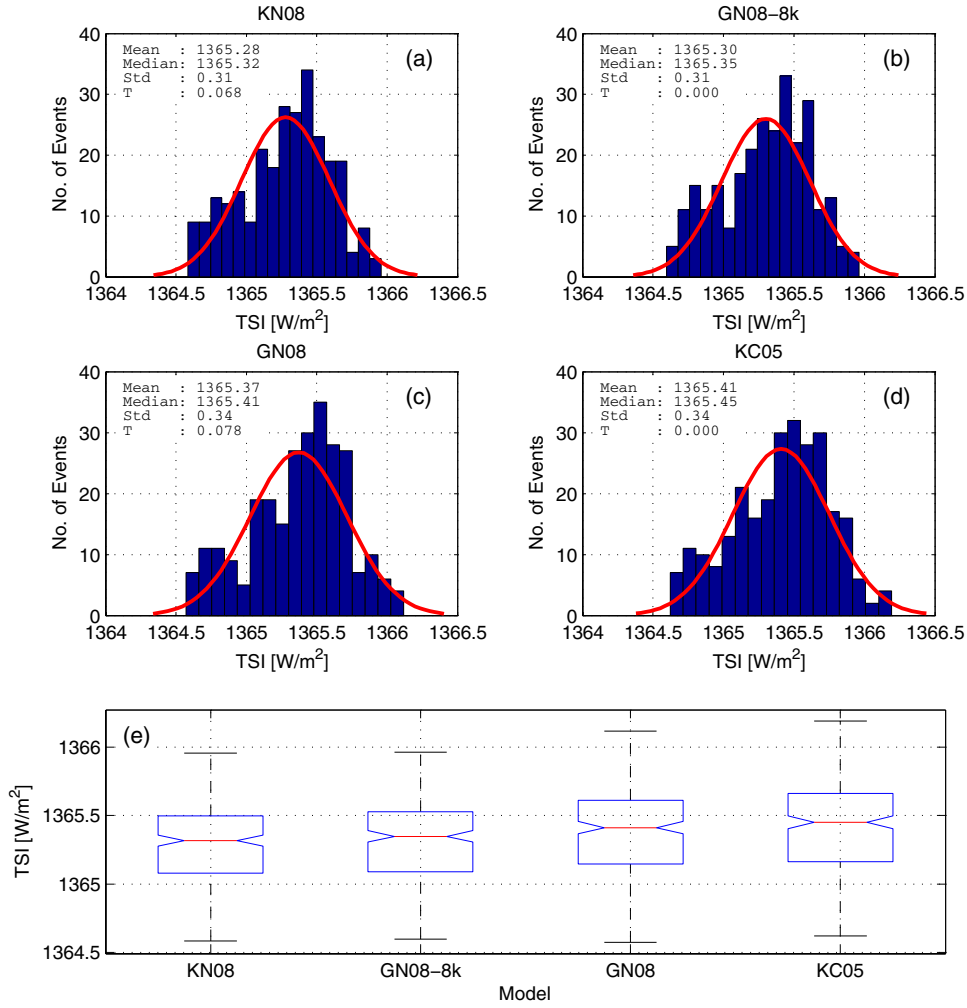 KN08
40
30
20
10
0
1364
1364.5
1365
1365.5
1366
1366.5
No. of Events
TSI [W/m²]
Mean : 1365.28
Median: 1365.32
Std : 0.31
T : 0.068
(a)
GN08−8k
40
30
20
10
0
1364
1364.5
1365
1365.5
1366
1366.5
No. of Events
TSI [W/m²]
Mean : 1365.30
Median: 1365.35
Std : 0.31
T : 0.000
(b)
GN08
40
30
20
10
0
1364
1364.5
1365
1365.5
1366
1366.5
No. of Events
TSI [W/m²]
Mean : 1365.37
Median: 1365.41
Std : 0.34
T : 0.078
(c)
KC05
40
30
20
10
0
1364
1364.5
1365
1365.5
1366
1366.5
No. of Events
TSI [W/m²]
Mean : 1365.41
Median: 1365.45
Std : 0.34
T : 0.000
(d)
(e)
1366
1365.5
1365
1364.5
TSI [W/m²]
KN08
GN08−8k
GN08
KC05
Model